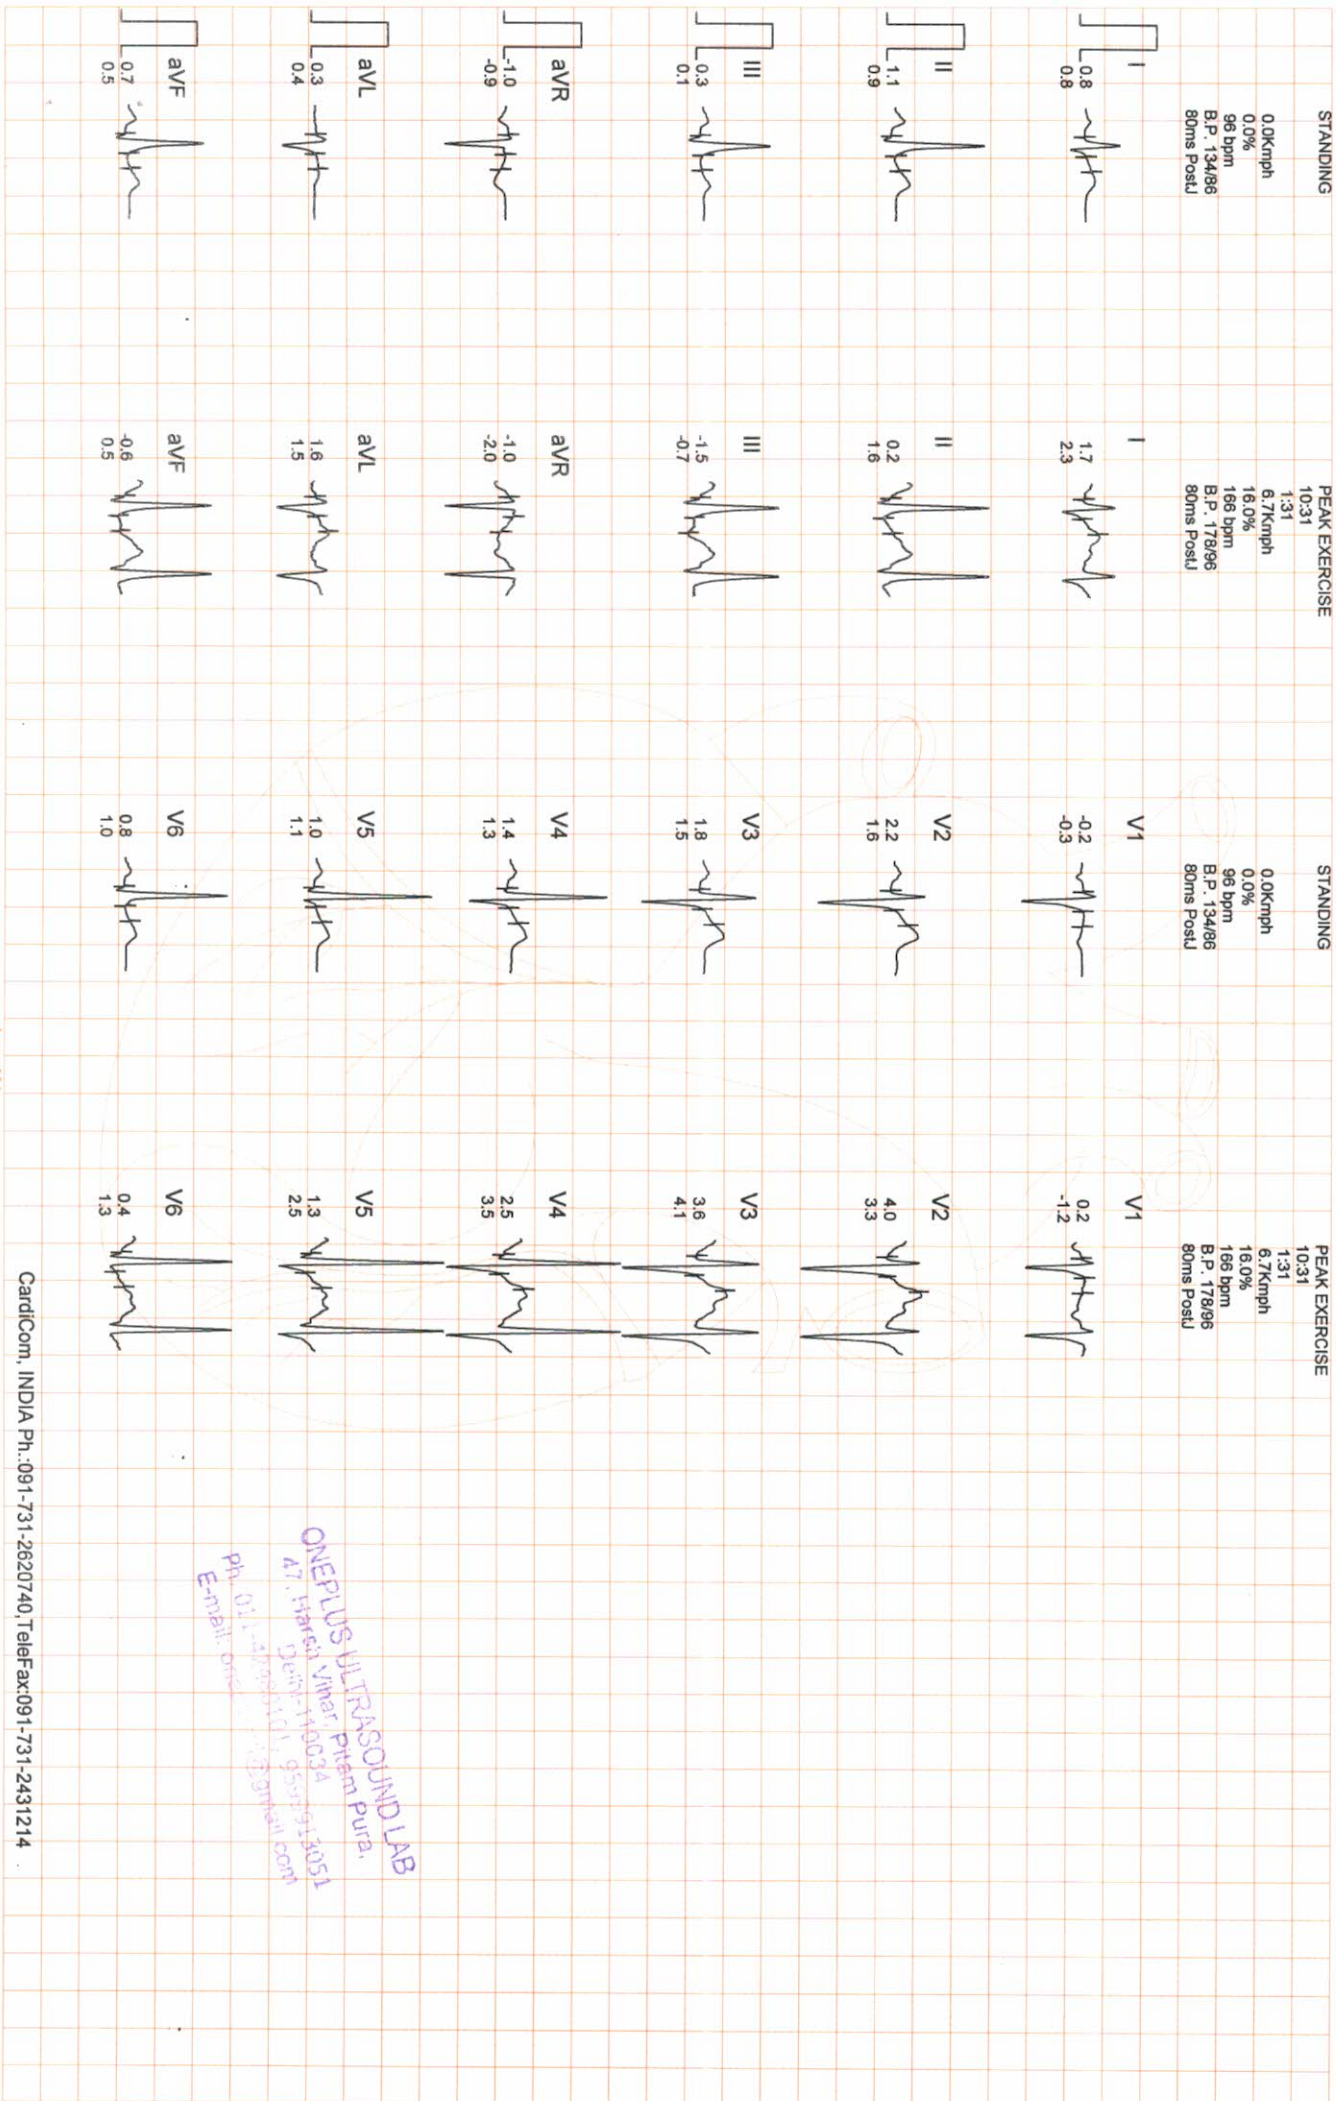 STANDING
0.0Kmph
0.0%
96 bpm
B.P. 134/86
80ms PostJ
I
0.8
0.8
II
1.1
0.9
III
0.3
0.1
aVR
-1.0
-0.9
aVL
0.3
0.4
aVF
0.7
0.5
PEAK EXERCISE
10:31
1:31
6.7Kmph
16.0%
166 bpm
B.P. 178/96
80ms PostJ
I
1.7
2.3
II
0.2
1.6
III
-1.5
-0.7
aVR
-1.0
-2.0
aVL
1.6
1.5
aVF
-0.6
0.5
STANDING
0.0Kmph
0.0%
96 bpm
B.P. 134/86
80ms PostJ
V1
-0.2
-0.3
V2
2.2
1.6
V3
1.8
1.5
V4
1.4
1.3
V5
1.0
1.1
V6
0.8
1.0
PEAK EXERCISE
10:31
1:31
6.7Kmph
16.0%
166 bpm
B.P. 178/96
80ms PostJ
V1
0.2
-1.2
V2
4.0
3.3
V3
3.6
4.1
V4
2.5
3.5
V5
1.3
2.5
V6
0.4
1.3
ONEPLUS ULTRASOUND LAB
47, Harsh Vihar, Pitam Pura,
Delhi-110034
Ph. 011-
E-mail. @gmail.com
CardiCom, INDIA Ph.:091-731-2620740,TeleFax:091-731-2431214